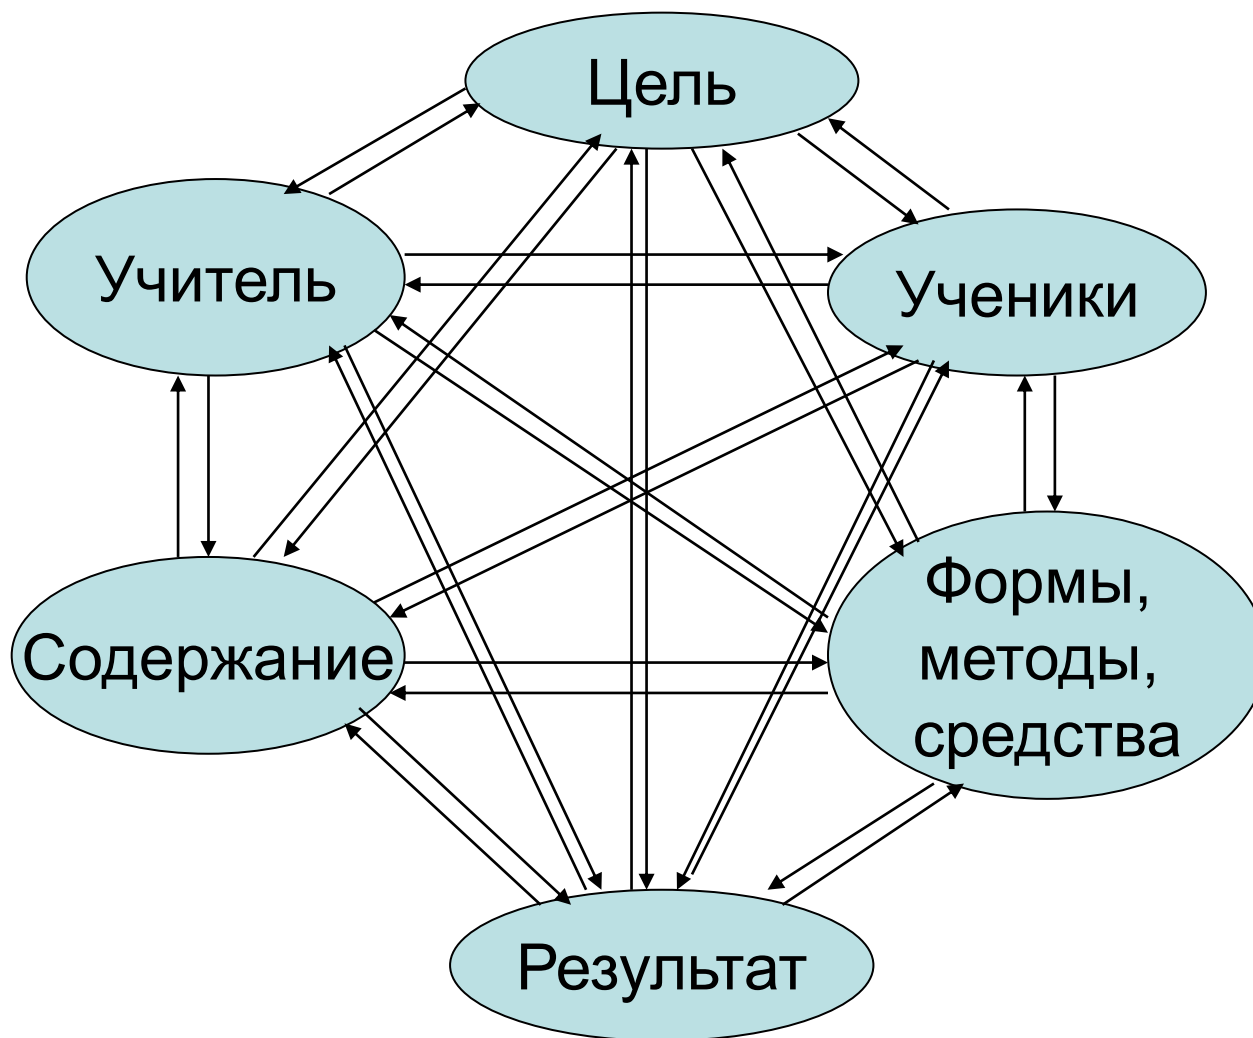 Цель
Учитель
Ученики
Содержание
Формы,
методы,
средства
Результат